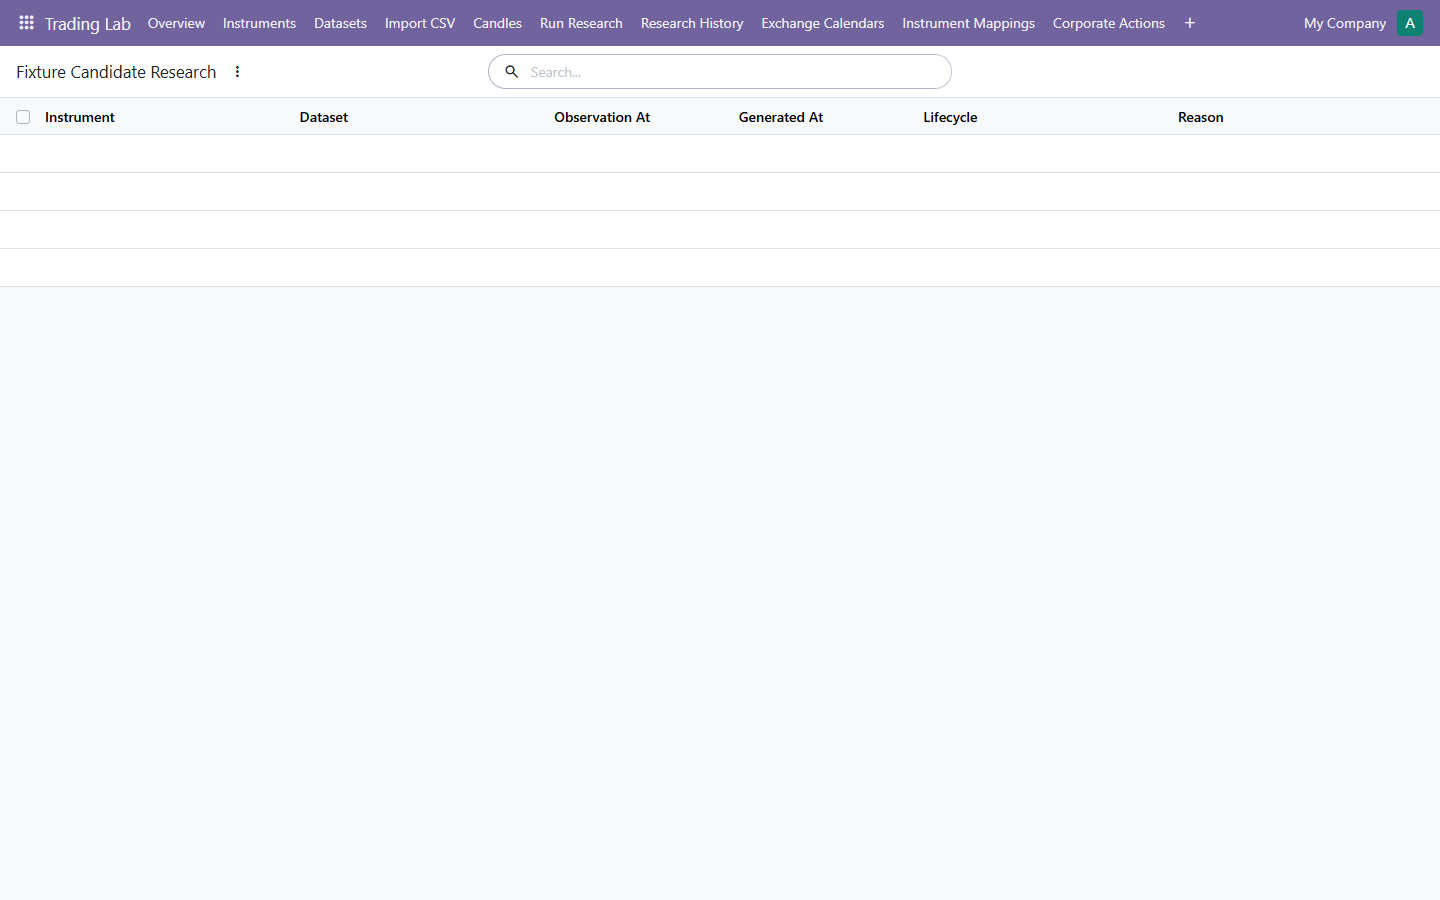 Trading Lab Overview Instruments Datasets Import CSV Candles Run Research Research History Exchange Calendars Instrument Mappings Corporate Actions + My Company A
Fixture Candidate Research Search...
Instrument Dataset Observation At Generated At Lifecycle Reason